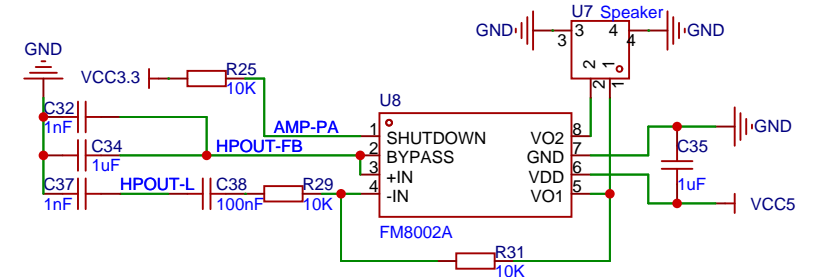 U7 Speaker
GND 3 3 4 4 GND
2 1
2 1
GND
VCC3.3 R25
10K
U8
C32
1nF
AMP-PA 1 SHUTDOWN VO2 8
C34 HPOUT-FB 2 BYPASS GND 7
1uF
3 +IN VDD 6
C37 HPOUT-L C38 R29 4 -IN VO1 5
1nF 100nF 10K
FM8002A
R31
10K
GND
C35
1uF
VCC5